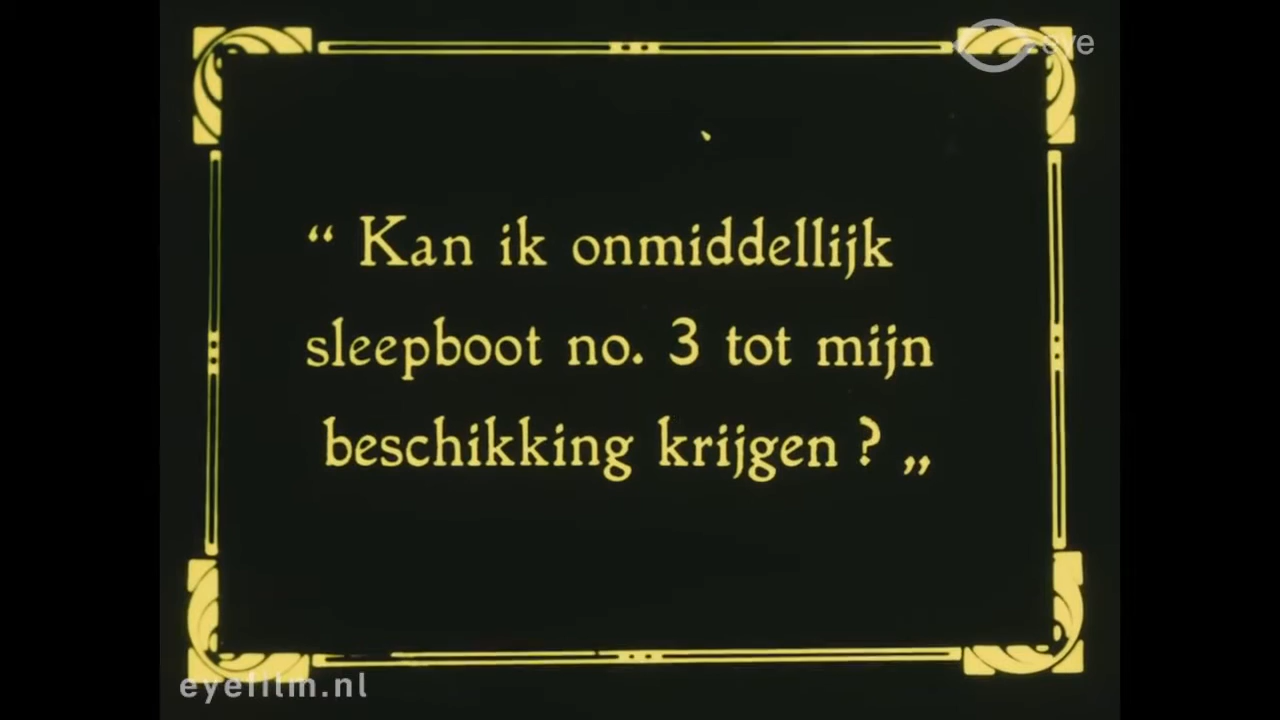 eye
“ Kan ik onmiddellijk
sleepboot no. 3 tot mijn
beschikking krijgen ? „
eyefilm.nl